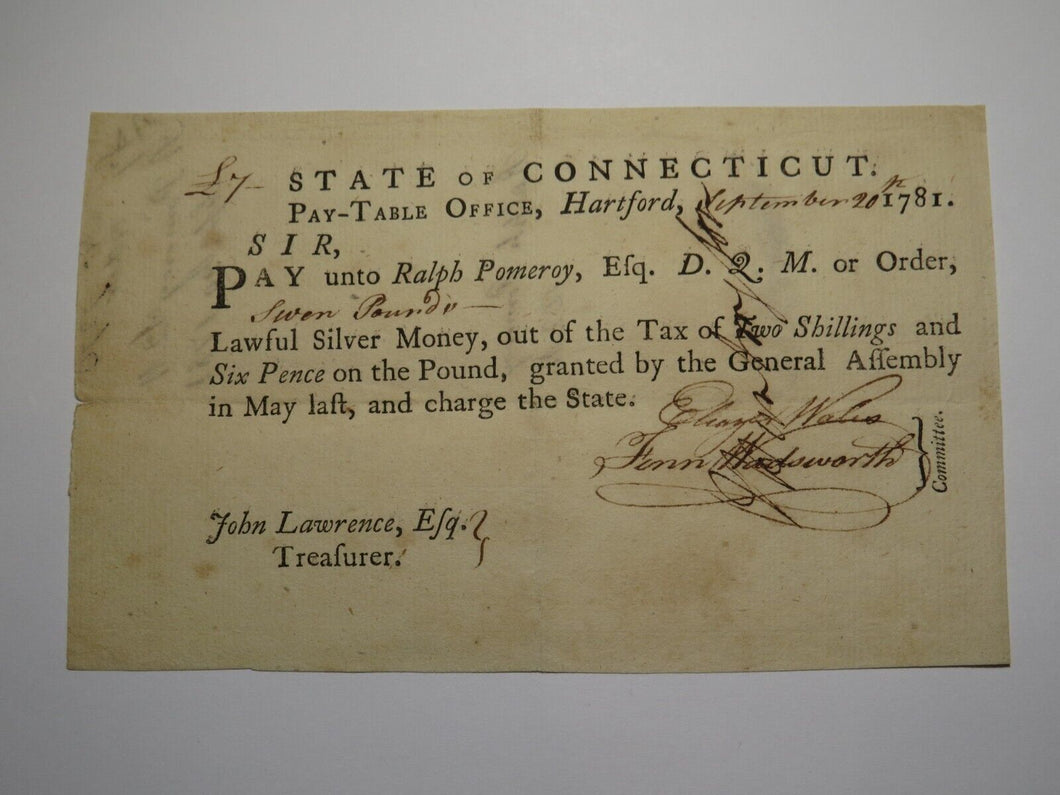 £7- STATE OF CONNECTICUT.
PAY-TABLE OFFICE, Hartford, September 20th 1781.
SIR,
PAY unto Ralph Pomeroy, Eſq. D. Q. M. or Order,
Seven Pounds —
Lawful Silver Money, out of the Tax of Two Shillings and
Six Pence on the Pound, granted by the General Aſſembly
in May laſt, and charge the State.
Eleazer Wales
Fenn Wadsworth
Committee.
John Lawrence, Eſq.
Treaſurer.